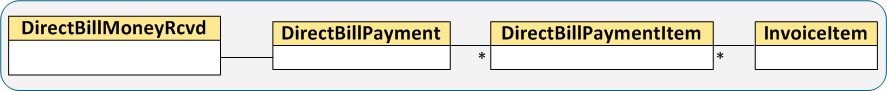 DirectBillMoneyRcvd
DirectBillPayment
DirectBillPaymentItem
InvoiceItem
* *